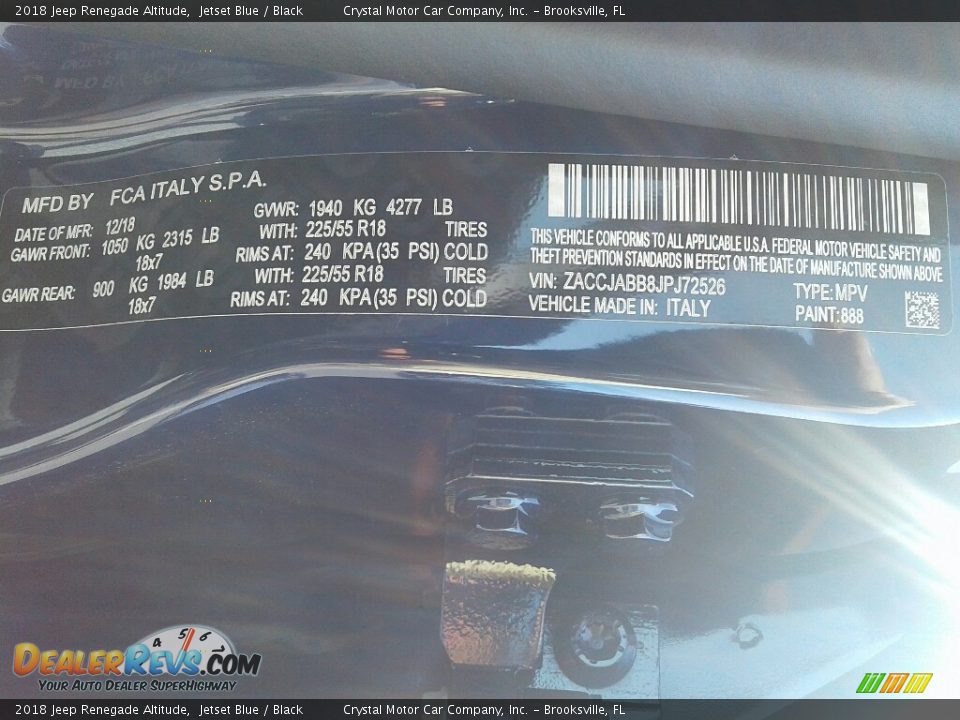 2018 Jeep Renegade Altitude, Jetset Blue / Black Crystal Motor Car Company, Inc. - Brooksville, FL
MFD BY FCA ITALY S.P.A.
DATE OF MFR: 12/18
GVWR: 1940 KG 4277 LB
GAWR FRONT: 1050 KG 2315 LB
WITH: 225/55 R18 TIRES
18x7
RIMS AT: 240 KPA(35 PSI) COLD
GAWR REAR: 900 KG 1984 LB
WITH: 225/55 R18 TIRES
18x7
RIMS AT: 240 KPA(35 PSI) COLD
THIS VEHICLE CONFORMS TO ALL APPLICABLE U.S.A. FEDERAL MOTOR VEHICLE SAFETY AND
THEFT PREVENTION STANDARDS IN EFFECT ON THE DATE OF MANUFACTURE SHOWN ABOVE
VIN: ZACCJABB8JPJ72526 TYPE: MPV
VEHICLE MADE IN: ITALY PAINT: 888
4 5 6
DEALERREVS.COM
YOUR AUTO DEALER SUPERHIGHWAY
2018 Jeep Renegade Altitude, Jetset Blue / Black Crystal Motor Car Company, Inc. - Brooksville, FL